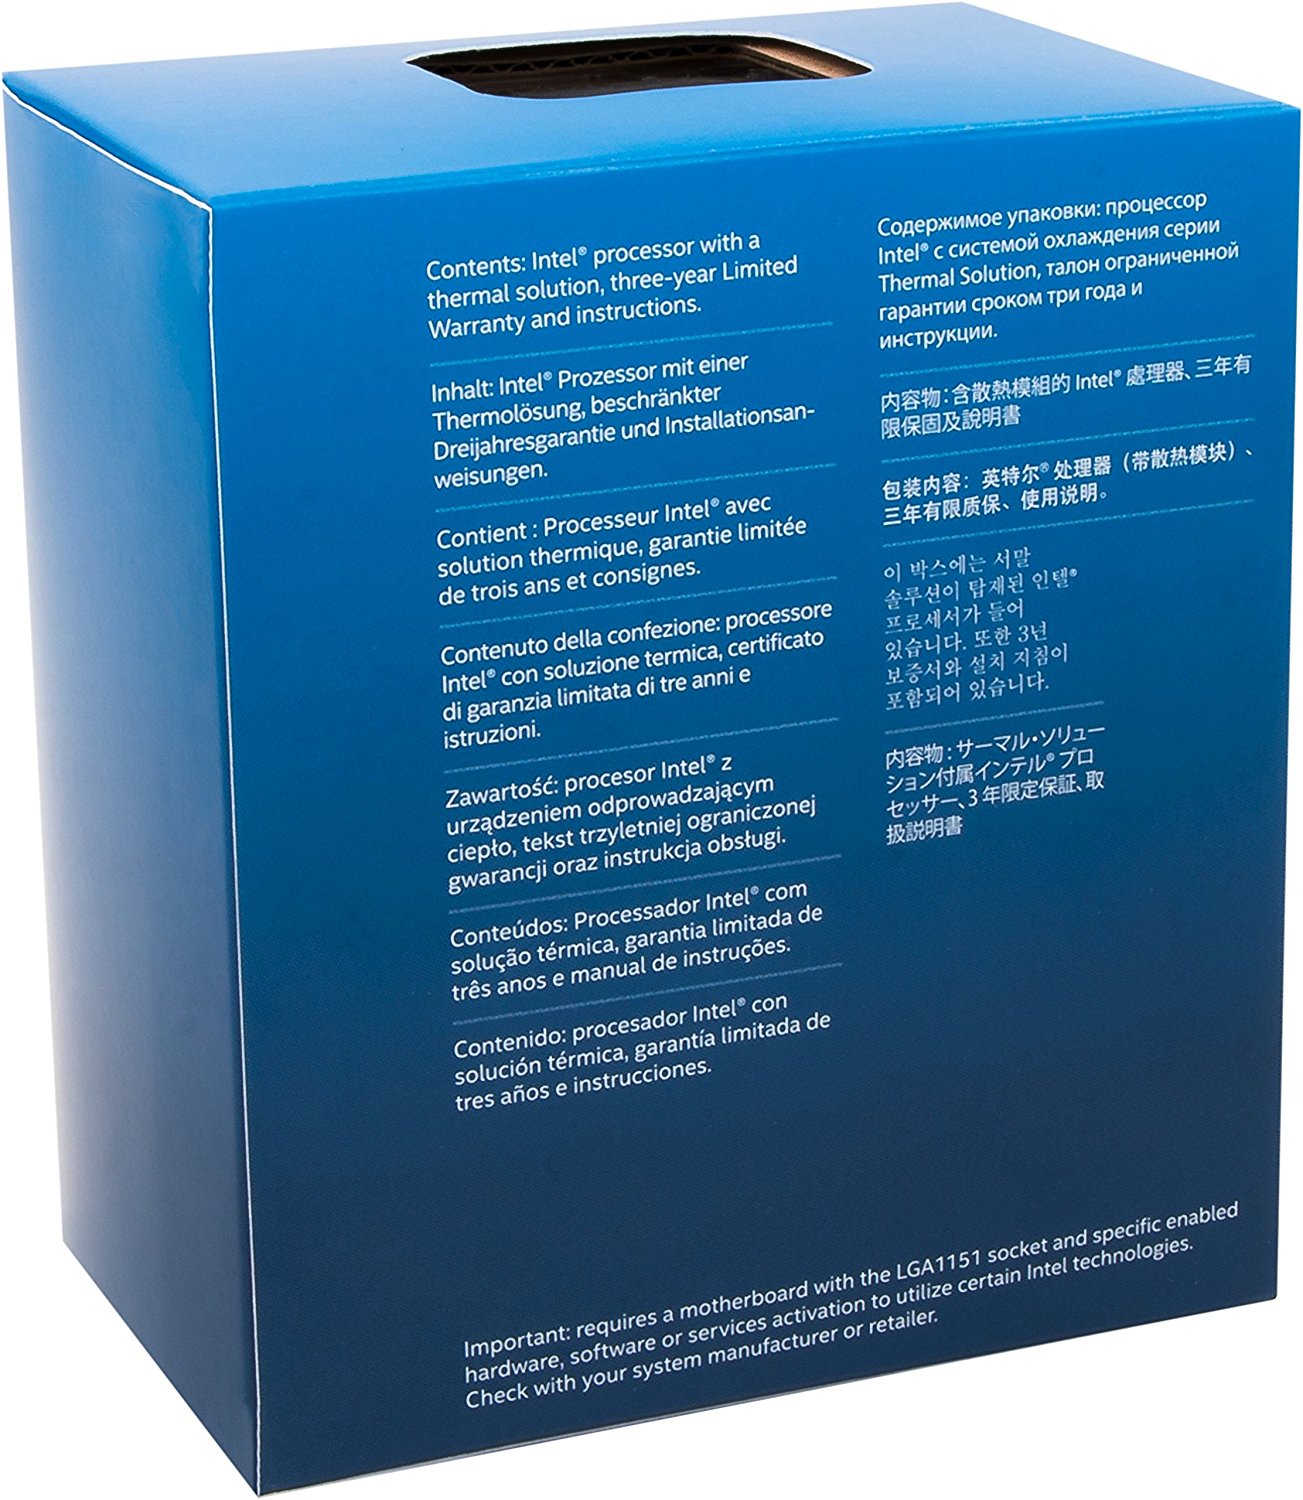 Contents: Intel® processor with a
thermal solution, three-year Limited
Warranty and instructions.
Inhalt: Intel® Prozessor mit einer
Thermolösung, beschränkter
Dreijahresgarantie und Installationsan-
weisungen.
Contient : Processeur Intel® avec
solution thermique, garantie limitée
de trois ans et consignes.
Contenuto della confezione: processore
Intel® con soluzione termica, certificato
di garanzia limitata di tre anni e
istruzioni.
Zawartość: procesor Intel® z
urządzeniem odprowadzającym
ciepło, tekst trzyletniej ograniczonej
gwarancji oraz instrukcja obsługi.
Conteúdos: Processador Intel® com
solução térmica, garantia limitada de
três anos e manual de instruções.
Contenido: procesador Intel® con
solución térmica, garantía limitada de
tres años e instrucciones.
Содержимое упаковки: процессор
Intel® с системой охлаждения серии
Thermal Solution, талон ограниченной
гарантии сроком три года и
инструкции.
內容物：含散熱模組的 Intel® 處理器、三年有
限保固及說明書
包装内容：英特尔® 处理器（带散热模块）、
三年有限质保、使用说明。
이 박스에는 서말
솔루션이 탑재된 인텔®
프로세서가 들어
있습니다. 또한 3년
보증서와 설치 지침이
포함되어 있습니다.
内容物：サーマル・ソリュー
ション付属インテル® プロ
セッサー、3 年限定保証、取
扱説明書
Important: requires a motherboard with the LGA1151 socket and specific enabled
hardware, software or services activation to utilize certain Intel technologies.
Check with your system manufacturer or retailer.